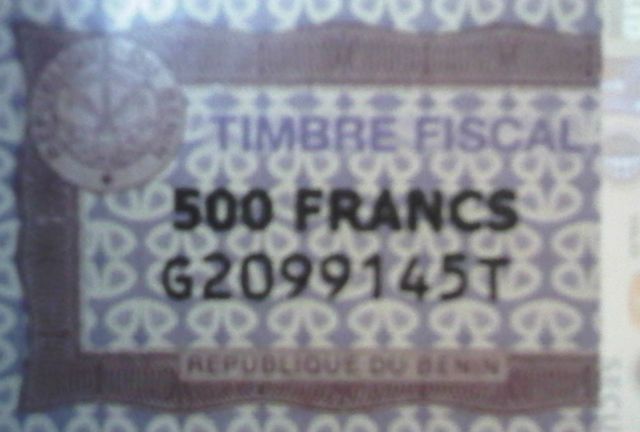 TIMBRE FISCAL
500 FRANCS
G2099145T
REPUBLIQUE DU BENIN